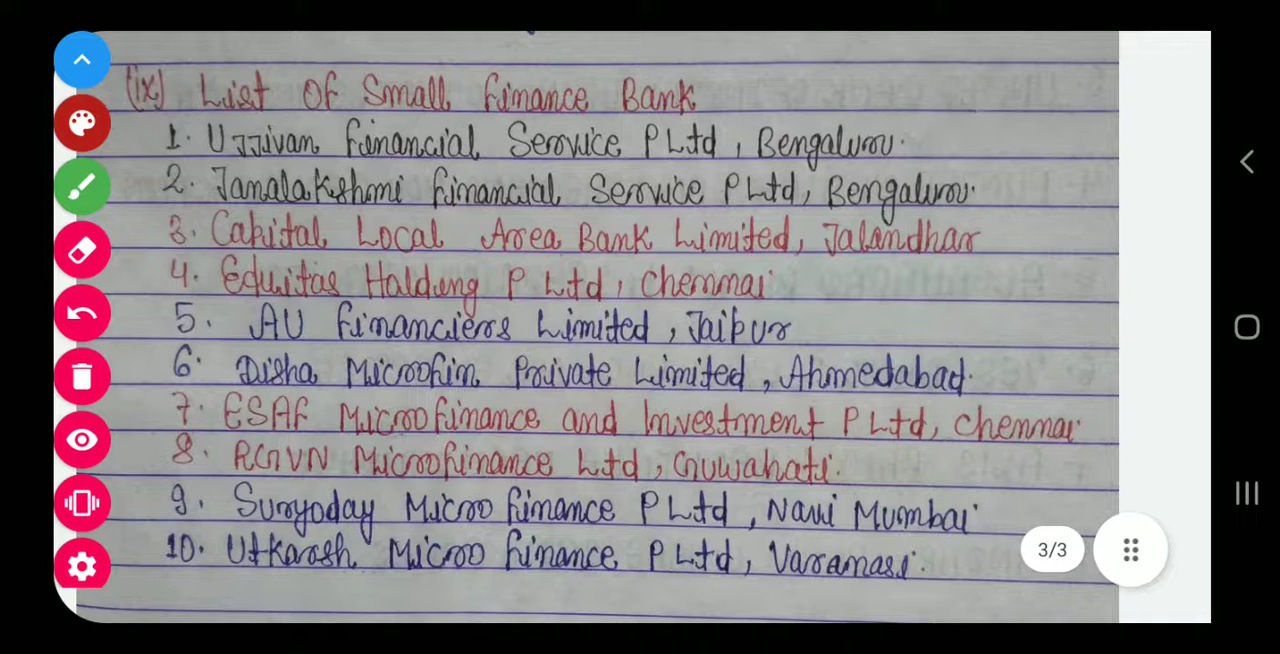 (ix) List Of Small Finance Bank
1. Ujjivan Financial Service P Ltd, Bengaluru.
2. Janalakshmi Financial Service P Ltd, Bengaluru.
3. Capital Local Area Bank Limited, Jalandhar
4. Equitas Holding P Ltd, Chennai
5. AU Financiers Limited, Jaipur
6. Disha Microfin Private Limited, Ahmedabad.
7. ESAF Microfinance and Investment P Ltd, Chennai.
8. RGVN Microfinance Ltd, Guwahati.
9. Suryoday Micro finance P Ltd, Navi Mumbai
10. Utkarsh Micro finance P Ltd, Varanasi.
3/3